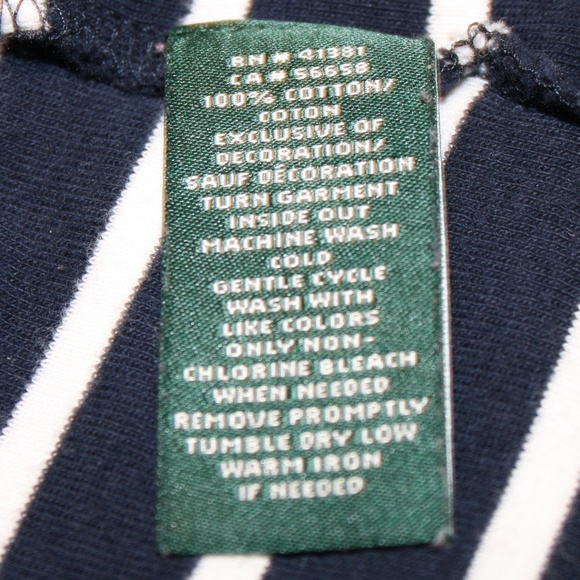 RN # 41381
CA # 56658
100% COTTON/
COTON
EXCLUSIVE OF
DECORATION/
SAUF DECORATION
TURN GARMENT
INSIDE OUT
MACHINE WASH
COLD
GENTLE CYCLE
WASH WITH
LIKE COLORS
ONLY NON-
CHLORINE BLEACH
WHEN NEEDED
REMOVE PROMPTLY
TUMBLE DRY LOW
WARM IRON
IF NEEDED